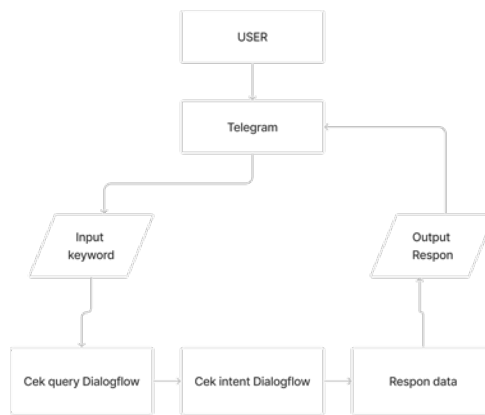 USER
Telegram
Input
keyword
Output
Respon
Cek query Dialogflow
Cek intent Dialogflow
Respon data